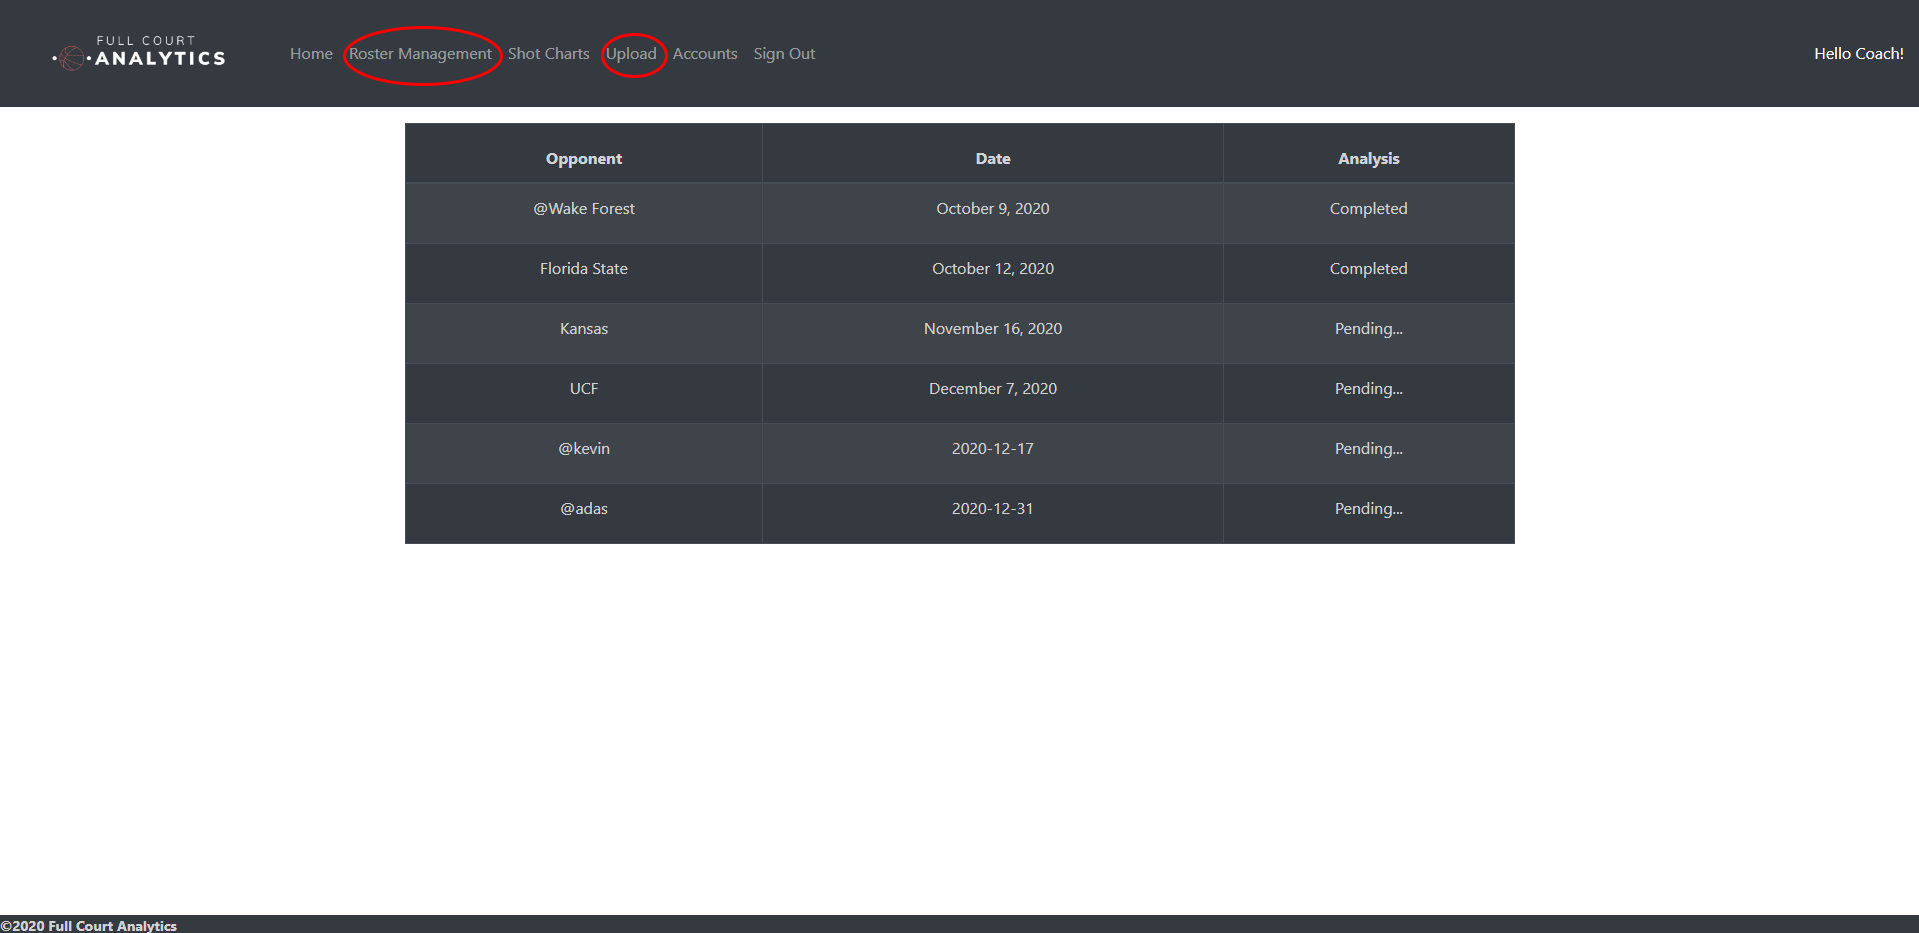 FULL COURT
ANALYTICS
Home Roster Management Shot Charts Upload Accounts Sign Out Hello Coach!
Opponent Date Analysis
@Wake Forest October 9, 2020 Completed
Florida State October 12, 2020 Completed
Kansas November 16, 2020 Pending...
UCF December 7, 2020 Pending...
@kevin 2020-12-17 Pending...
@adas 2020-12-31 Pending...
©2020 Full Court Analytics